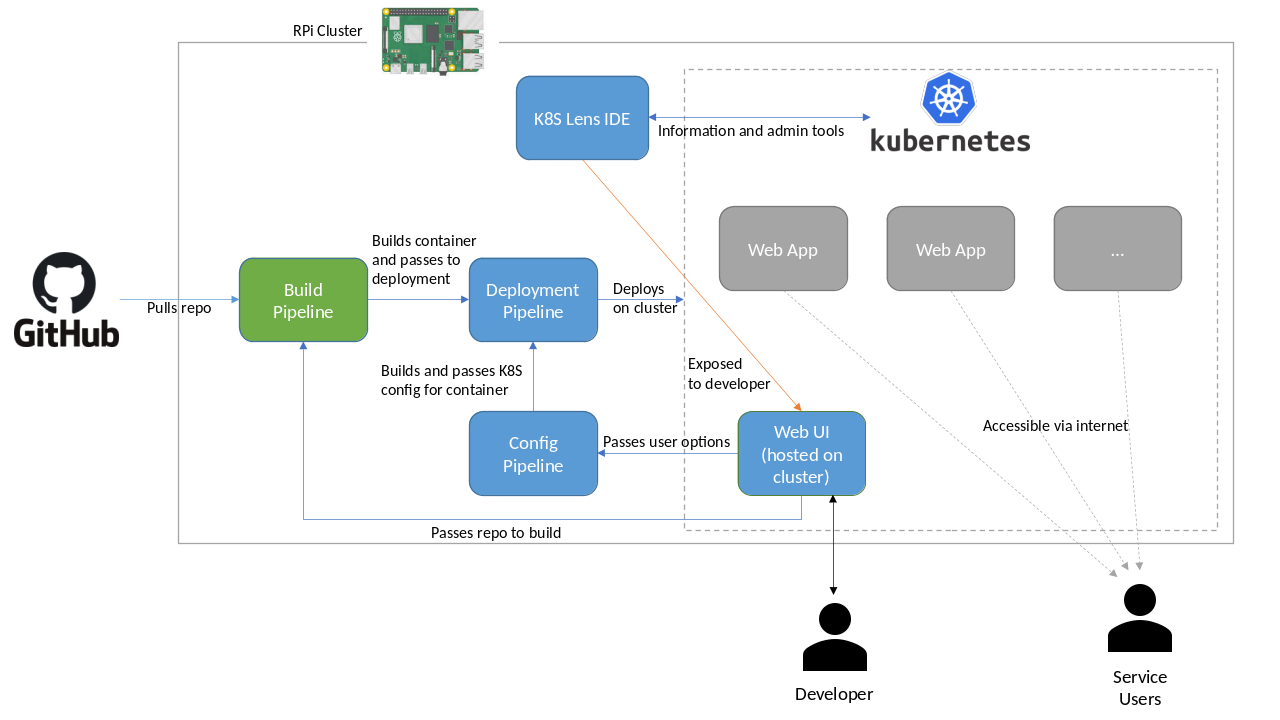 RPi Cluster
K8S Lens IDE
Information and admin tools
kubernetes
Web App
Web App
...
Builds container
and passes to
deployment
GitHub
Pulls repo
Build
Pipeline
Deployment
Pipeline
Deploys
on cluster
Builds and passes K8S
config for container
Exposed
to developer
Config
Pipeline
Passes user options
Web UI
(hosted on
cluster)
Accessible via internet
Passes repo to build
Developer
Service
Users